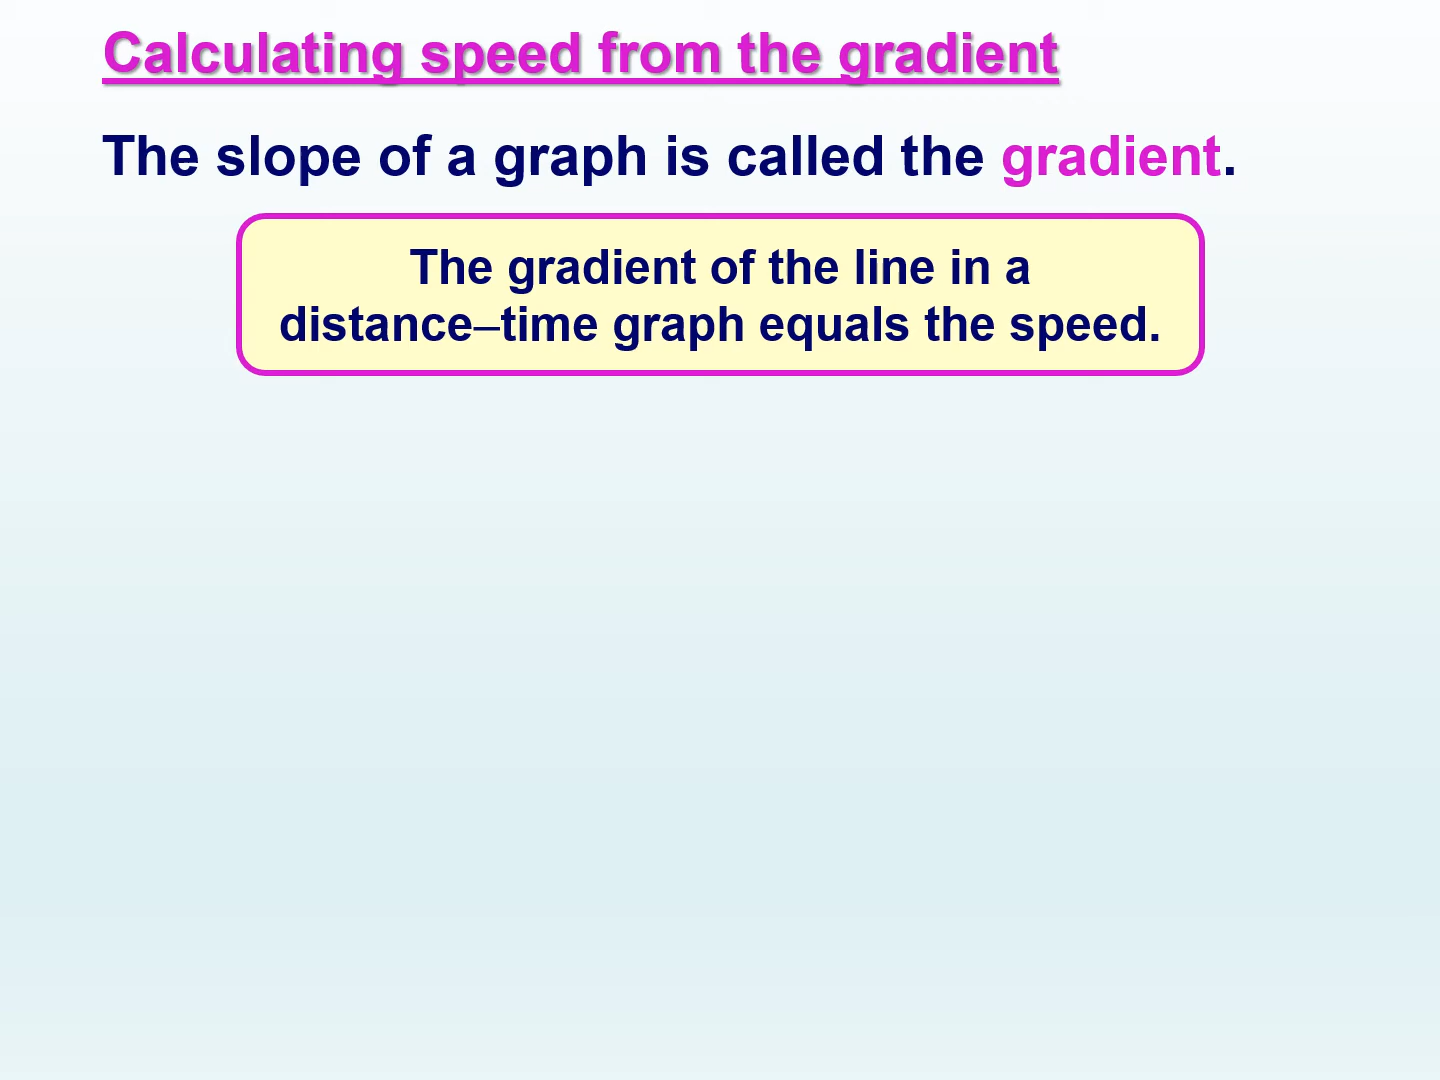 Calculating speed from the gradient
The slope of a graph is called the gradient.
The gradient of the line in a
distance–time graph equals the speed.